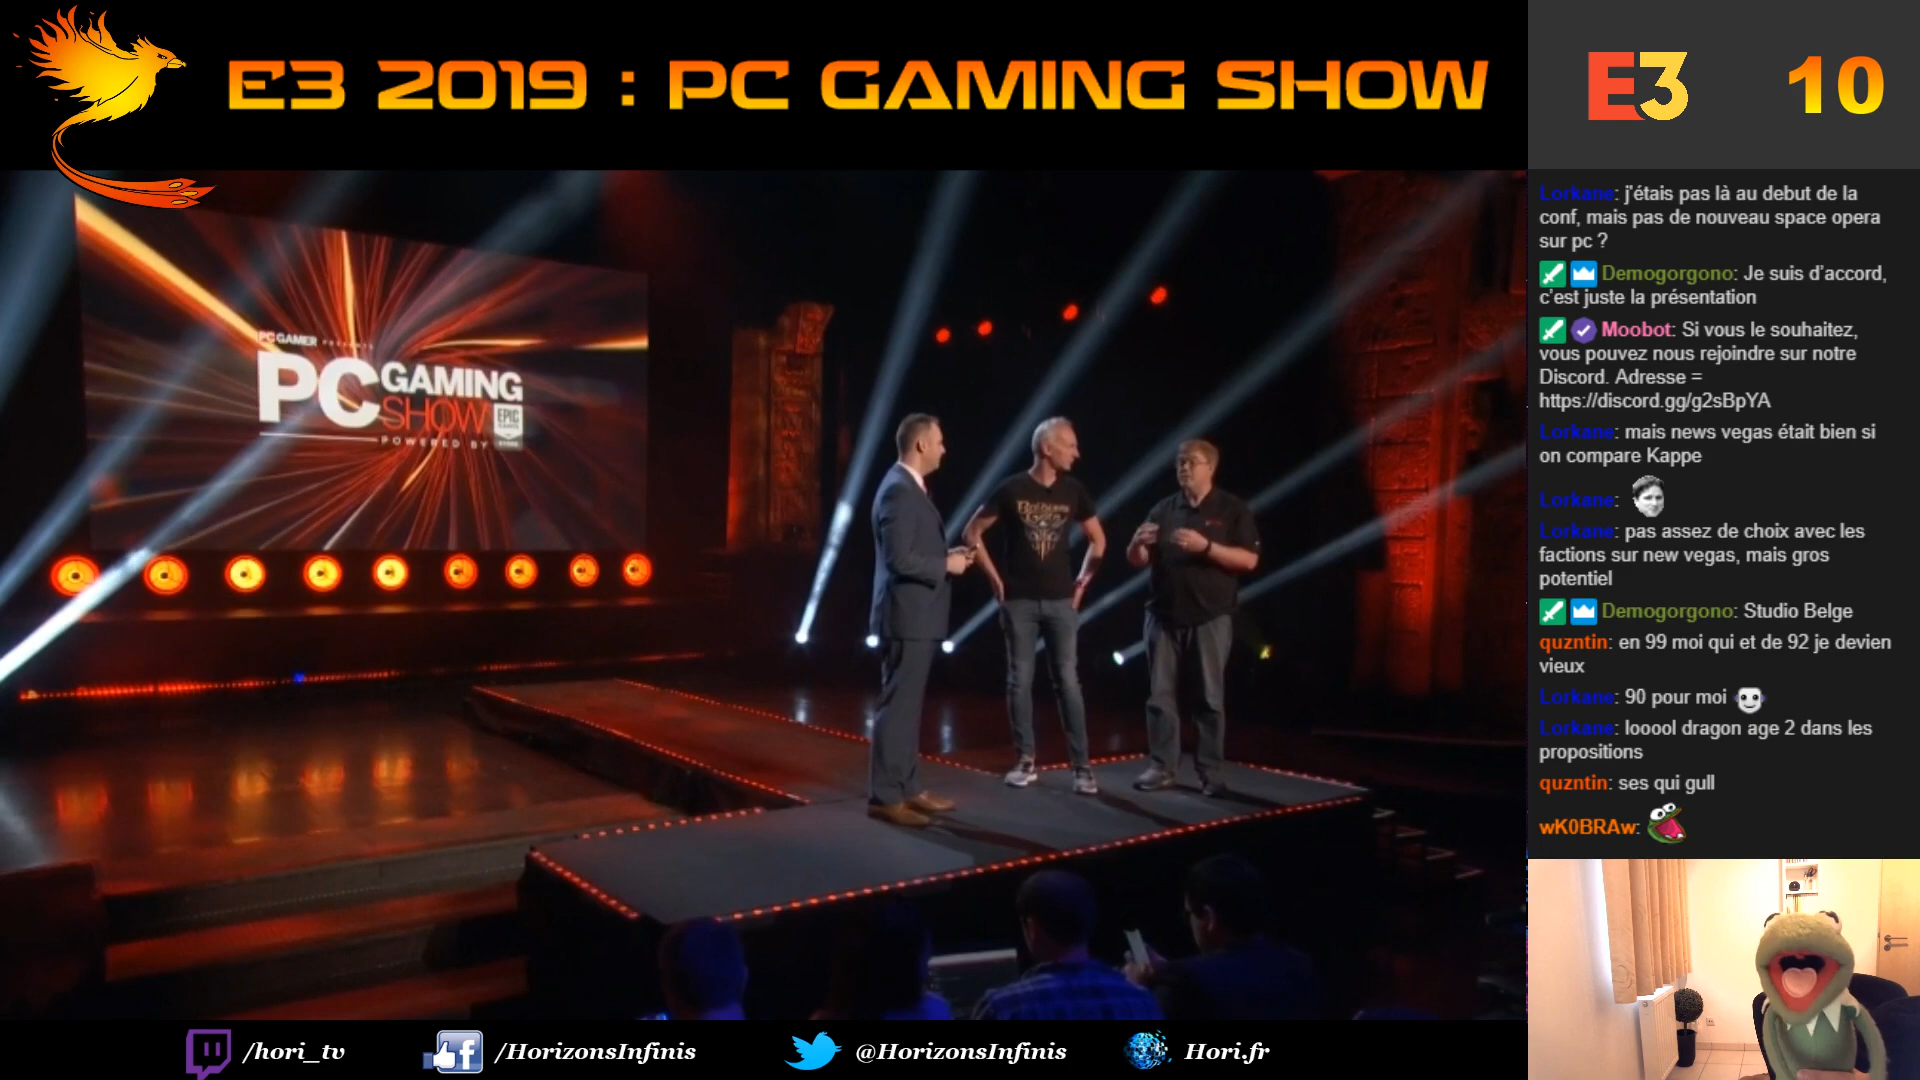 E3 2019 : PC GAMING SHOW
E3
10
PC GAMER PRESENTS
PC GAMING
SHOW
EPIC
POWERED BY
Baldur's
Gate
Lorkane: j'étais pas là au debut de la
conf, mais pas de nouveau space opera
sur pc ?
Demogorgono: Je suis d'accord,
c'est juste la présentation
Moobot: Si vous le souhaitez,
vous pouvez nous rejoindre sur notre
Discord. Adresse =
https://discord.gg/g2sBpYA
Lorkane: mais news vegas était bien si
on compare Kappe
Lorkane:
Lorkane: pas assez de choix avec les
factions sur new vegas, mais gros
potentiel
Demogorgono: Studio Belge
quzntin: en 99 moi qui et de 92 je devien
vieux
Lorkane: 90 pour moi
Lorkane: looool dragon age 2 dans les
propositions
quzntin: ses qui gull
wK0BRAw:
/hori_tv
/HorizonsInfinis
@HorizonsInfinis
Hori.fr